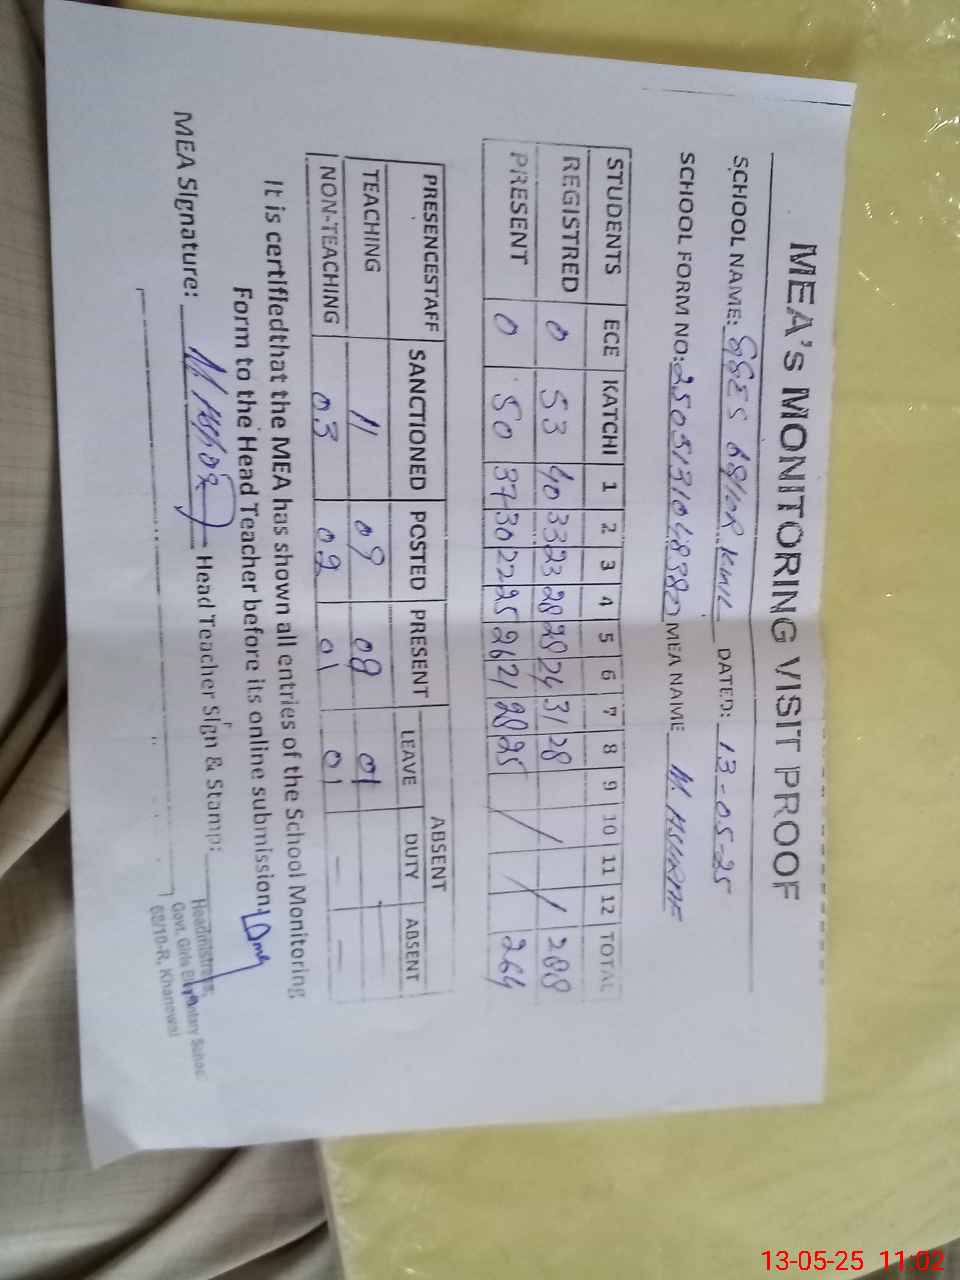 MEA's MONITORING VISIT PROOF
SCHOOL NAME: GGES 68/10R KWL DATED: 13-05-25
SCHOOL FORM NO: MEA NAME M. ASHRAF
STUDENTS ECE KATCHI 1 2 3 4 5 6 7 8 9 10 11 12 TOTAL
REGISTRED 0 53 40 33 23 28 28 24 31 28 / / 288
PRESENT 0 50 37 30 22 25 26 21 28 25 / / 264
PRESENCESTAFF SANCTIONED POSTED PRESENT ABSENT
LEAVE DUTY ABSENT
TEACHING 11 09 08 01
NON-TEACHING 03 02 01 01 - -
It is certifiedthat the MEA has shown all entries of the School Monitoring
Form to the Head Teacher before its online submission
MEA Signature: Head Teacher Sign & Stamp:
Headmistress
Govt. Girls Elementary School
68/10-R, Khanewal
13-05-25 11:02